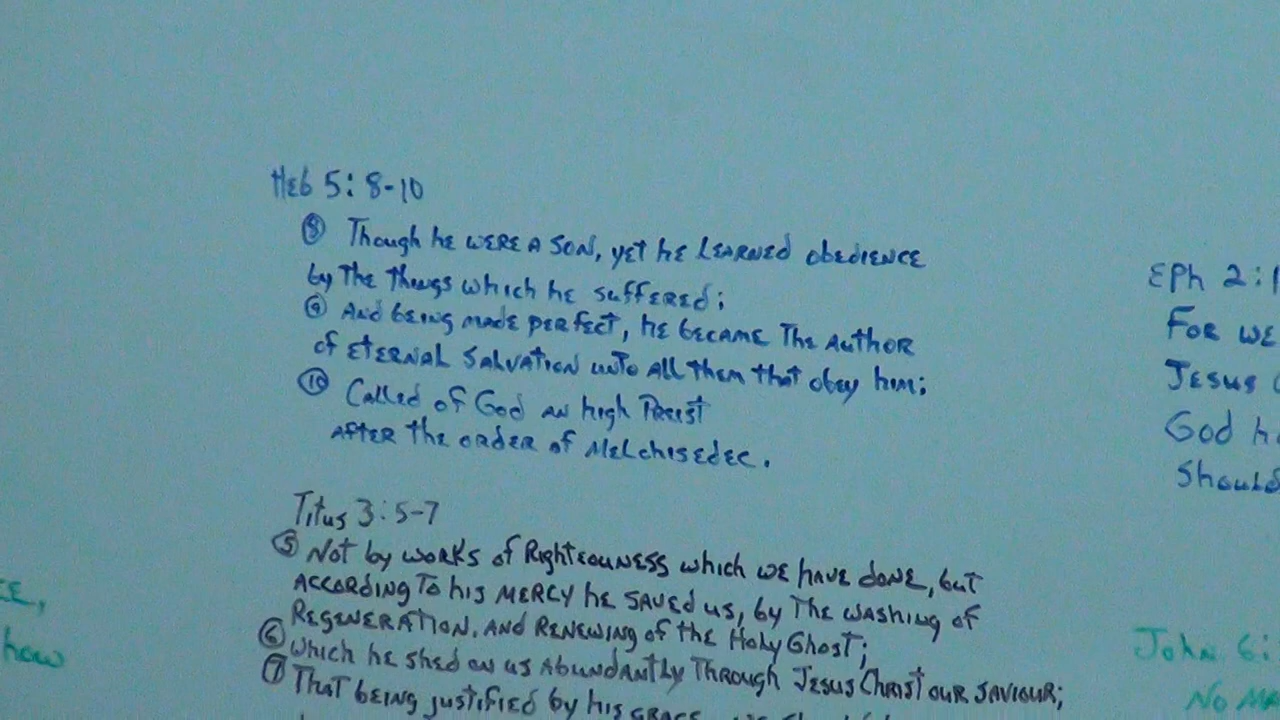 Heb 5: 8-10
⑧ Though he were a son, yet he learned obedience
by the things which he suffered;
⑨ And being made perfect, he became the author
of eternal salvation unto all them that obey him;
⑩ Called of God an high Priest
after the order of Melchisedec.
Titus 3: 5-7
⑤ Not by works of Righteouness which we have done, but
according to his mercy he saved us, by the washing of
regeneration, and renewing of the Holy Ghost;
⑥ which he shed on us abundantly through Jesus Christ our saviour;
⑦ That being justified by his grace, we should
Eph 2:1
For we
Jesus
God h
should
John 6:
No ma
how